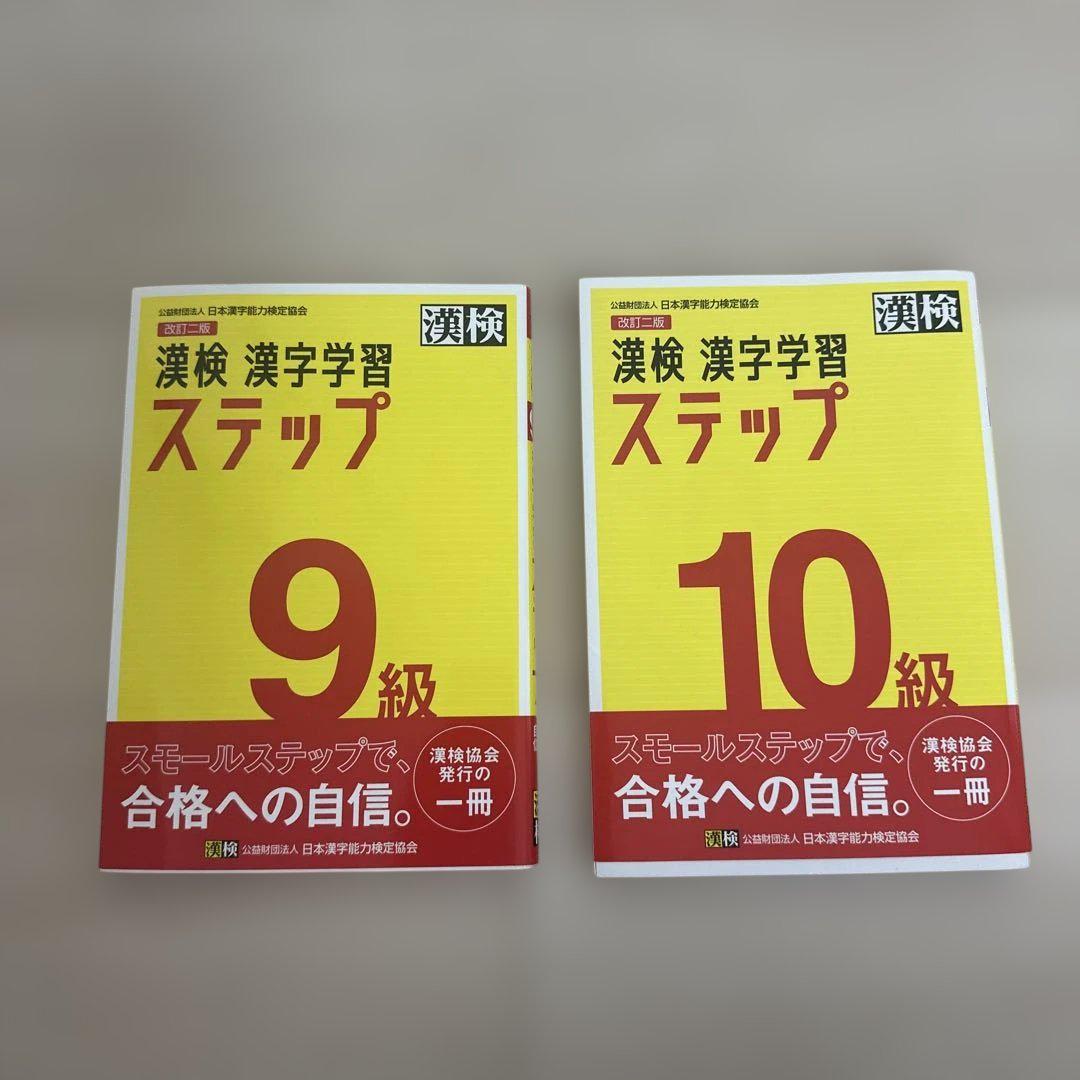 公益財団法人 日本漢字能力検定協会
漢検
改訂二版
漢検 漢字学習
ステップ
9級
スモールステップで、
合格への自信。
漢検協会
発行の
一冊
漢検 公益財団法人 日本漢字能力検定協会
公益財団法人 日本漢字能力検定協会
漢検
改訂二版
漢検 漢字学習
ステップ
10級
スモールステップで、
合格への自信。
漢検協会
発行の
一冊
漢検 公益財団法人 日本漢字能力検定協会